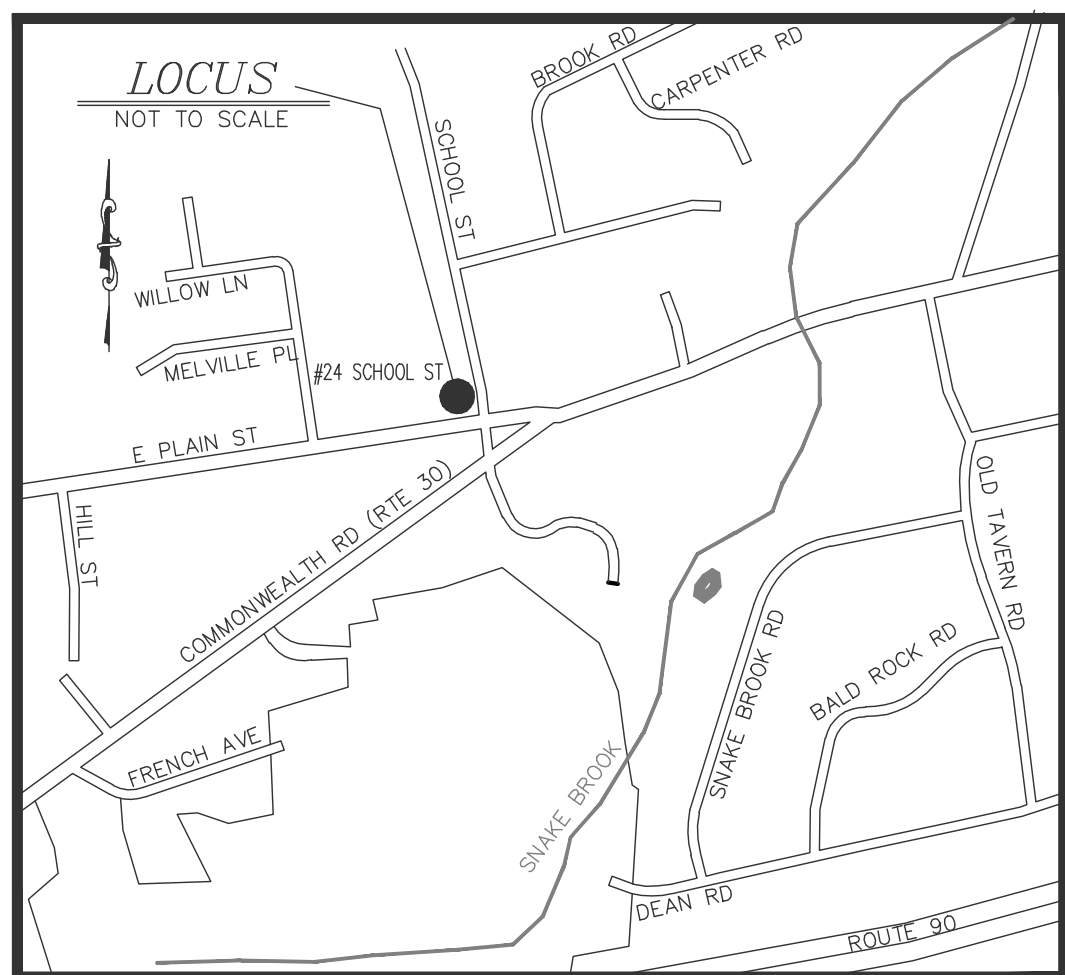 LOCUS
NOT TO SCALE
BROOK RD
CARPENTER RD
SCHOOL ST
WILLOW LN
MELVILLE PL
#24 SCHOOL ST
E PLAIN ST
HILL ST
COMMONWEALTH RD (RTE 30)
OLD TAVERN RD
SNAKE BROOK RD
BALD ROCK RD
FRENCH AVE
SNAKE BROOK
DEAN RD
ROUTE 90